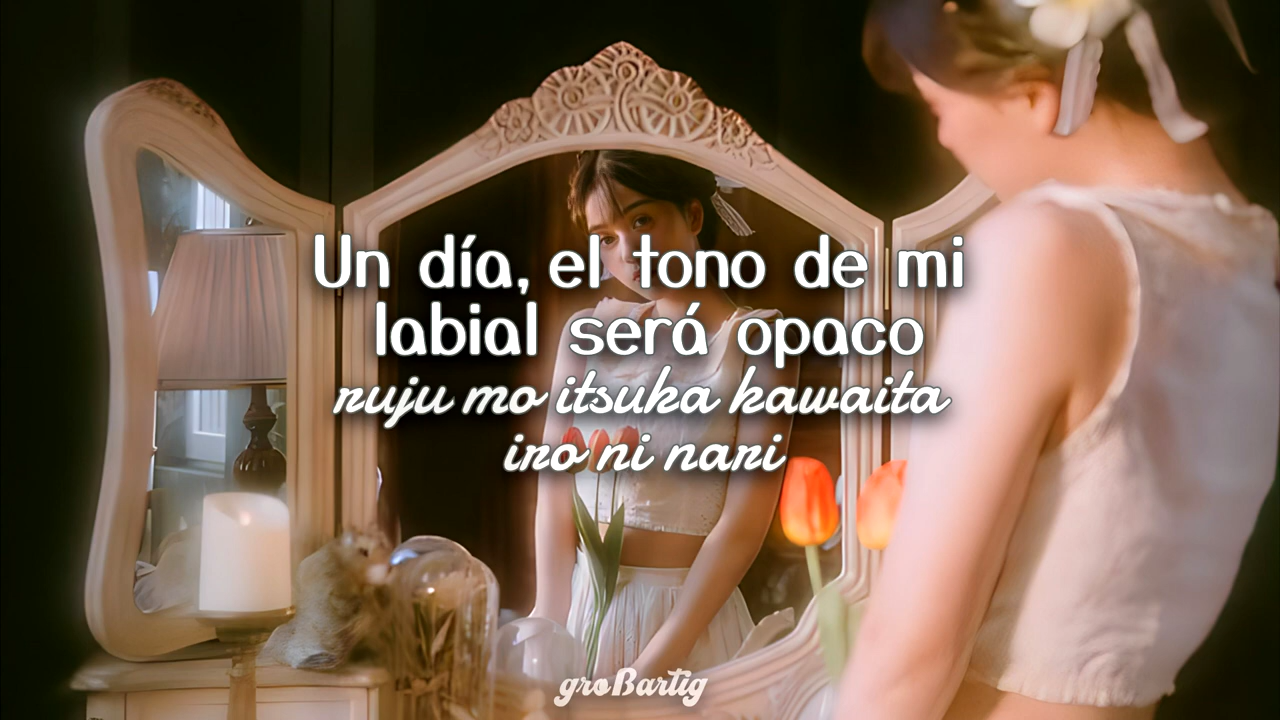 Un día, el tono de mi
labial será opaco
ruju mo itsuka kawaita
iro ni nari
groBartig